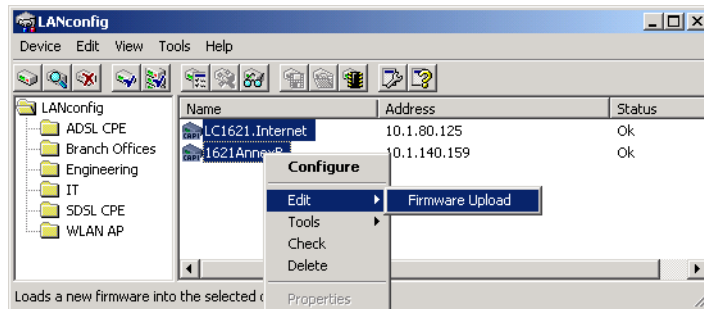 LANconfig
Device Edit View Tools Help
LANconfig
ADSL CPE
Branch Offices
Engineering
IT
SDSL CPE
WLAN AP
Name Address Status
LC1621.Internet 10.1.80.125 Ok
1621AnnexB 10.1.140.159 Ok
Configure
Edit
Firmware Upload
Tools
Check
Delete
Properties
Loads a new firmware into the selected